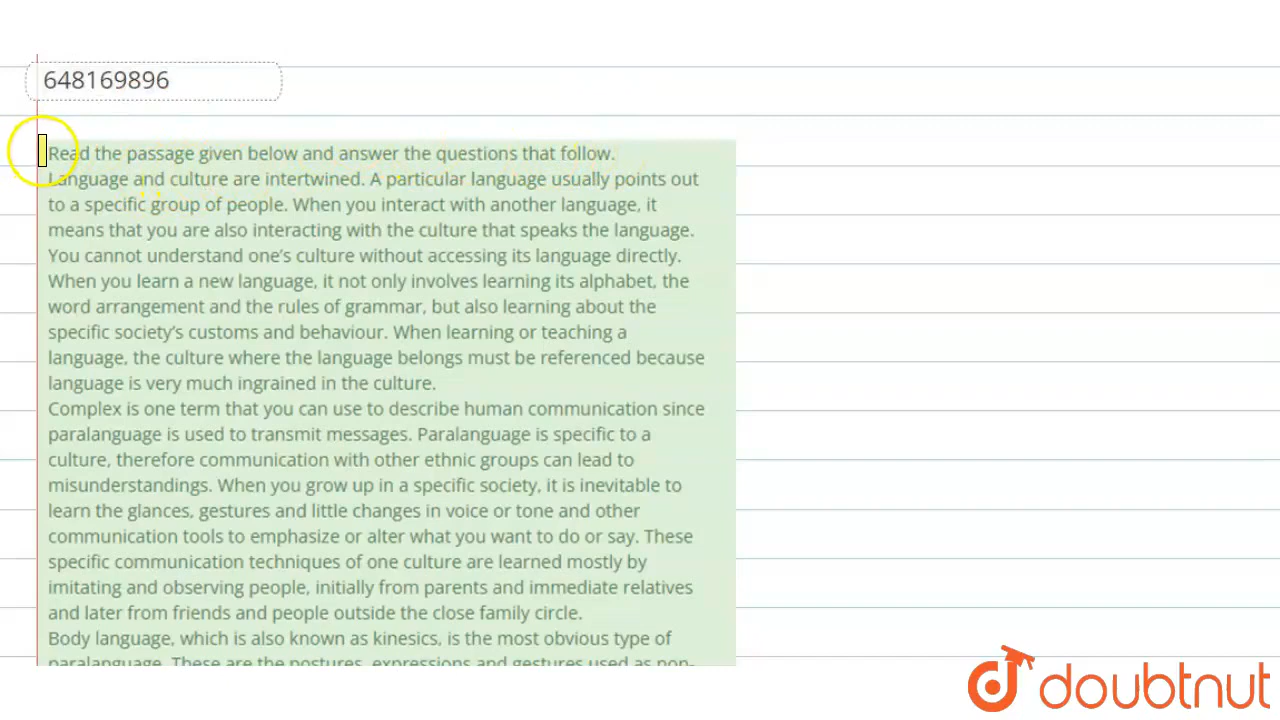 648169896
Read the passage given below and answer the questions that follow.
Language and culture are intertwined. A particular language usually points out
to a specific group of people. When you interact with another language, it
means that you are also interacting with the culture that speaks the language.
You cannot understand one’s culture without accessing its language directly.
When you learn a new language, it not only involves learning its alphabet, the
word arrangement and the rules of grammar, but also learning about the
specific society’s customs and behaviour. When learning or teaching a
language, the culture where the language belongs must be referenced because
language is very much ingrained in the culture.
Complex is one term that you can use to describe human communication since
paralanguage is used to transmit messages. Paralanguage is specific to a
culture, therefore communication with other ethnic groups can lead to
misunderstandings. When you grow up in a specific society, it is inevitable to
learn the glances, gestures and little changes in voice or tone and other
communication tools to emphasize or alter what you want to do or say. These
specific communication techniques of one culture are learned mostly by
imitating and observing people, initially from parents and immediate relatives
and later from friends and people outside the close family circle.
Body language, which is also known as kinesics, is the most obvious type of
paralanguage. These are the postures, expressions and gestures used as non-
doubtnut